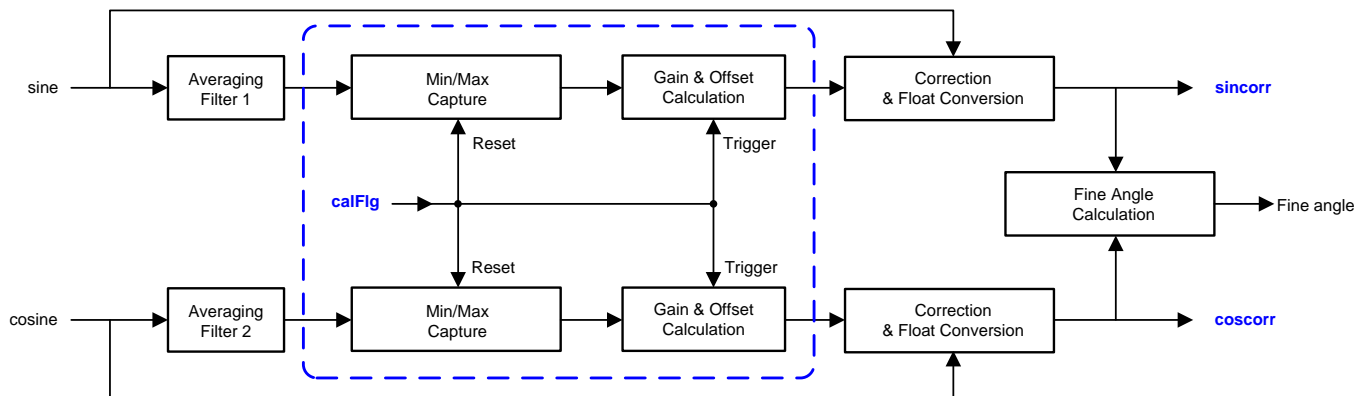 sine
Averaging
Filter 1
Min/Max
Capture
Gain & Offset
Calculation
Correction
& Float Conversion
sincorr
Reset
Trigger
calFlg
Fine Angle
Calculation
Fine angle
Reset
Trigger
cosine
Averaging
Filter 2
Min/Max
Capture
Gain & Offset
Calculation
Correction
& Float Conversion
coscorr